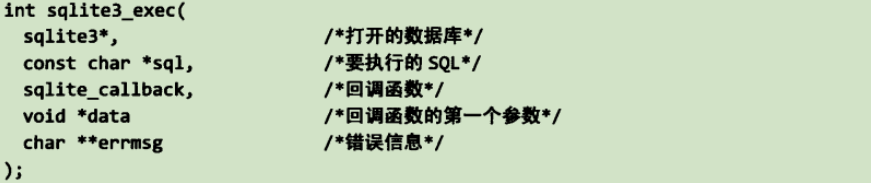 int sqlite3_exec(
  sqlite3*,                    /*打开的数据库*/
  const char *sql,             /*要执行的 SQL*/
  sqlite_callback,             /*回调函数*/
  void *data                   /*回调函数的第一个参数*/
  char **errmsg                /*错误信息*/
);